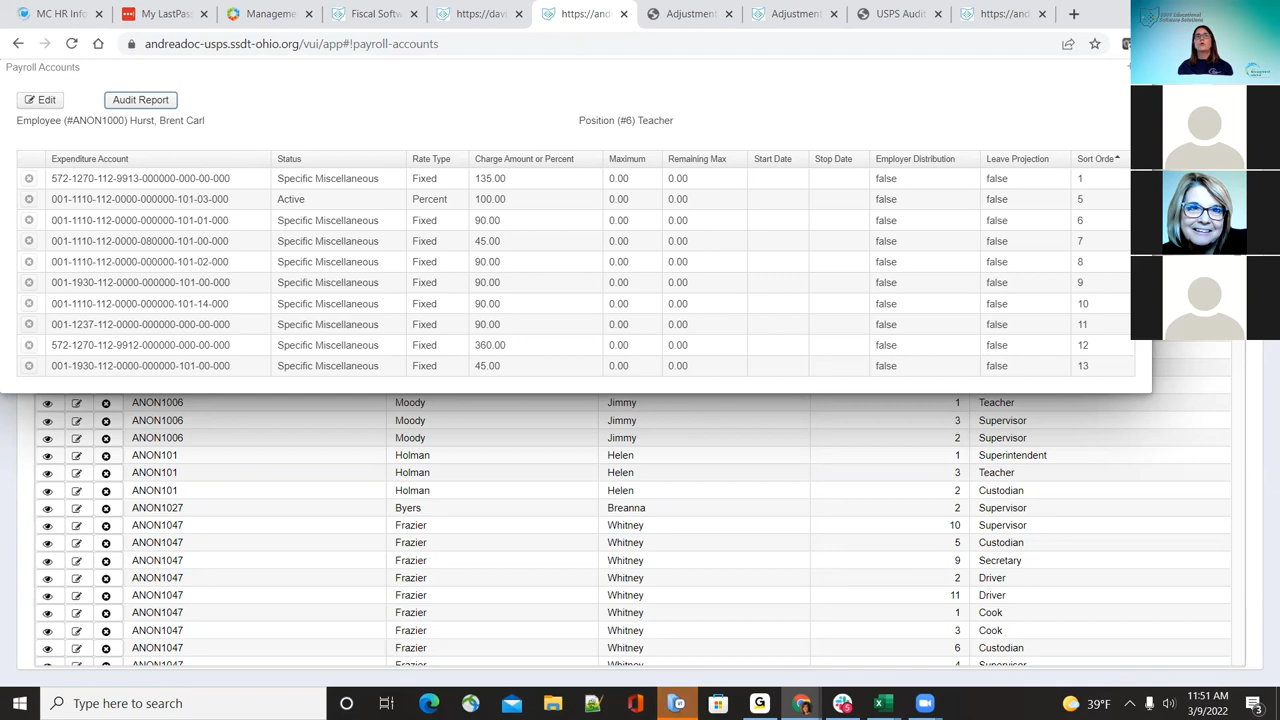 MC HR Info
My LastPass
Manageme
Fiscal Softw
http
https://and
Adjustmen
Adjustmen
USPS Audit
https://and
andreadoc-usps.ssdt-ohio.org/vui/app#!payroll-accounts
Payroll Accounts
Edit
Audit Report
Employee (#ANON1000) Hurst, Brent Carl Position (#6) Teacher
Expenditure Account Status Rate Type Charge Amount or Percent Maximum Remaining Max Start Date Stop Date Employer Distribution Leave Projection Sort Orde
572-1270-112-9913-000000-000-00-000 Specific Miscellaneous Fixed 135.00 0.00 0.00 false false 1
001-1110-112-0000-000000-101-03-000 Active Percent 100.00 0.00 0.00 false false 5
001-1110-112-0000-000000-101-01-000 Specific Miscellaneous Fixed 90.00 0.00 0.00 false false 6
001-1110-112-0000-080000-101-00-000 Specific Miscellaneous Fixed 45.00 0.00 0.00 false false 7
001-1110-112-0000-000000-101-02-000 Specific Miscellaneous Fixed 90.00 0.00 0.00 false false 8
001-1930-112-0000-000000-101-00-000 Specific Miscellaneous Fixed 90.00 0.00 0.00 false false 9
001-1110-112-0000-000000-101-14-000 Specific Miscellaneous Fixed 90.00 0.00 0.00 false false 10
001-1237-112-0000-000000-000-00-000 Specific Miscellaneous Fixed 90.00 0.00 0.00 false false 11
572-1270-112-9912-000000-000-00-000 Specific Miscellaneous Fixed 360.00 0.00 0.00 false false 12
001-1930-112-0000-000000-101-00-000 Specific Miscellaneous Fixed 45.00 0.00 0.00 false false 13
ANON1006 Moody Jimmy 1 Teacher
ANON1006 Moody Jimmy 3 Supervisor
ANON1006 Moody Jimmy 2 Supervisor
ANON101 Holman Helen 1 Superintendent
ANON101 Holman Helen 3 Teacher
ANON101 Holman Helen 2 Custodian
ANON1027 Byers Breanna 2 Supervisor
ANON1047 Frazier Whitney 10 Supervisor
ANON1047 Frazier Whitney 5 Custodian
ANON1047 Frazier Whitney 9 Secretary
ANON1047 Frazier Whitney 2 Driver
ANON1047 Frazier Whitney 11 Driver
ANON1047 Frazier Whitney 1 Cook
ANON1047 Frazier Whitney 3 Cook
ANON1047 Frazier Whitney 6 Custodian
ANON1047 Frazier Whitney 4 Supervisor
Type here to search
39°F
11:51 AM
3/9/2022
3